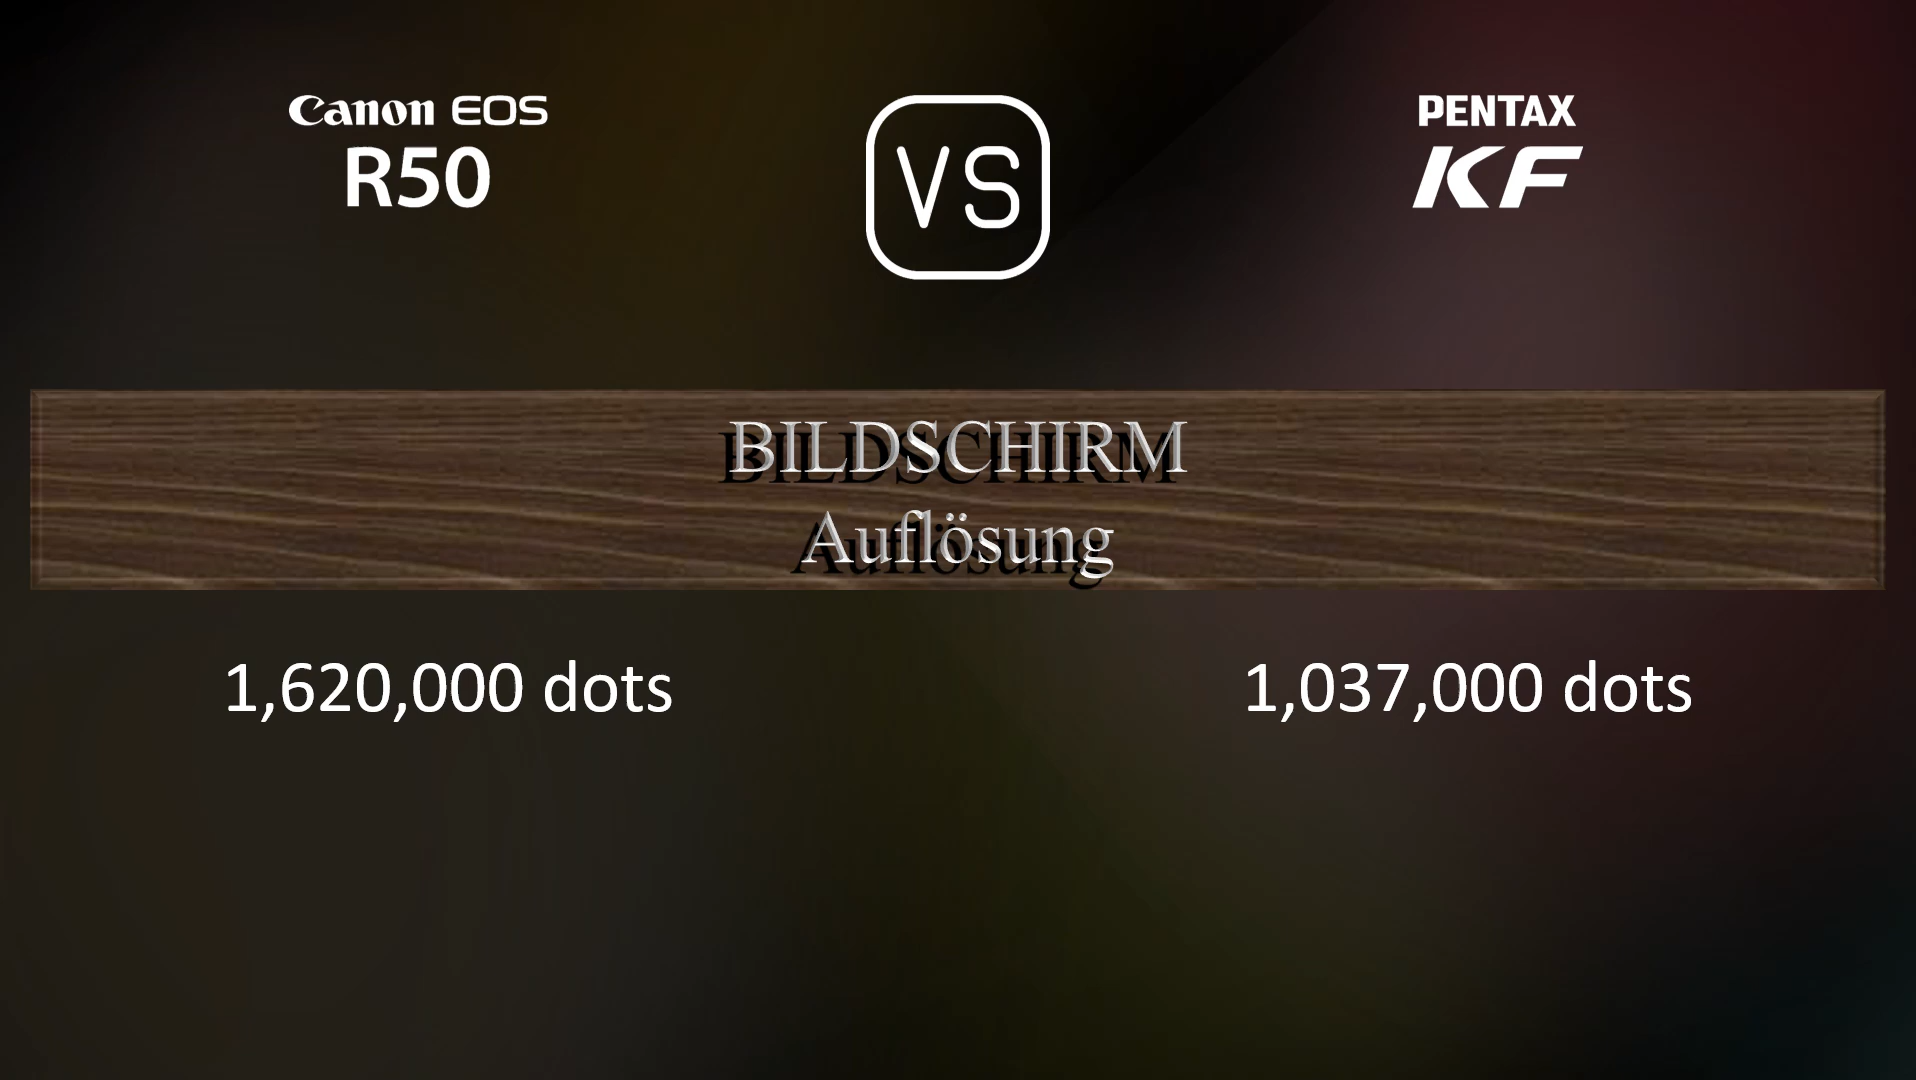 Canon EOS
R50
VS
PENTAX
KF
BILDSCHIRM
Auflösung
1,620,000 dots
1,037,000 dots